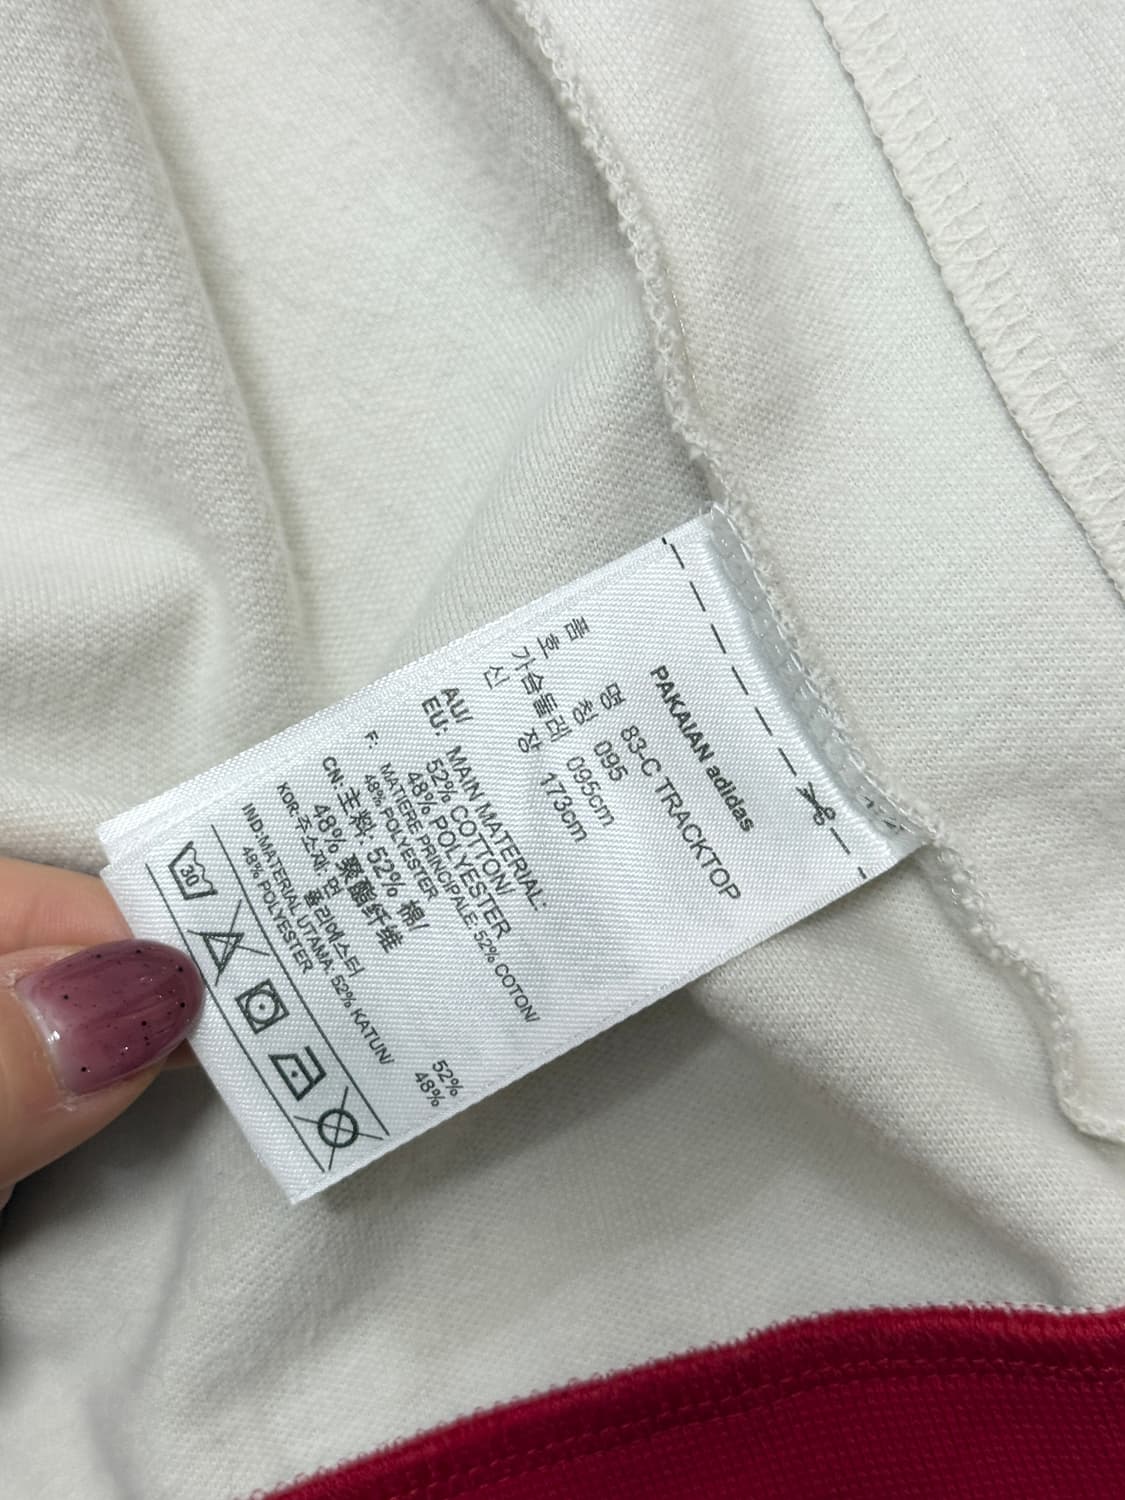 PAKAIAN adidas
품 명 83-C TRACKTOP
호 칭 095
가슴둘레 095cm
신 장 173cm
AU/
EU: MAIN MATERIAL:
52% COTTON/
48% POLYESTER
F: MATIERE PRINCIPALE: 52% COTON/
48% POLYESTER
CN: 主料: 52% 棉/
48% 聚酯纤维
KOR: 주소재: 면 52%
폴리에스터 48%
IND:MATERIAL UTAMA: 52% KATUN/
48% POLYESTER
30